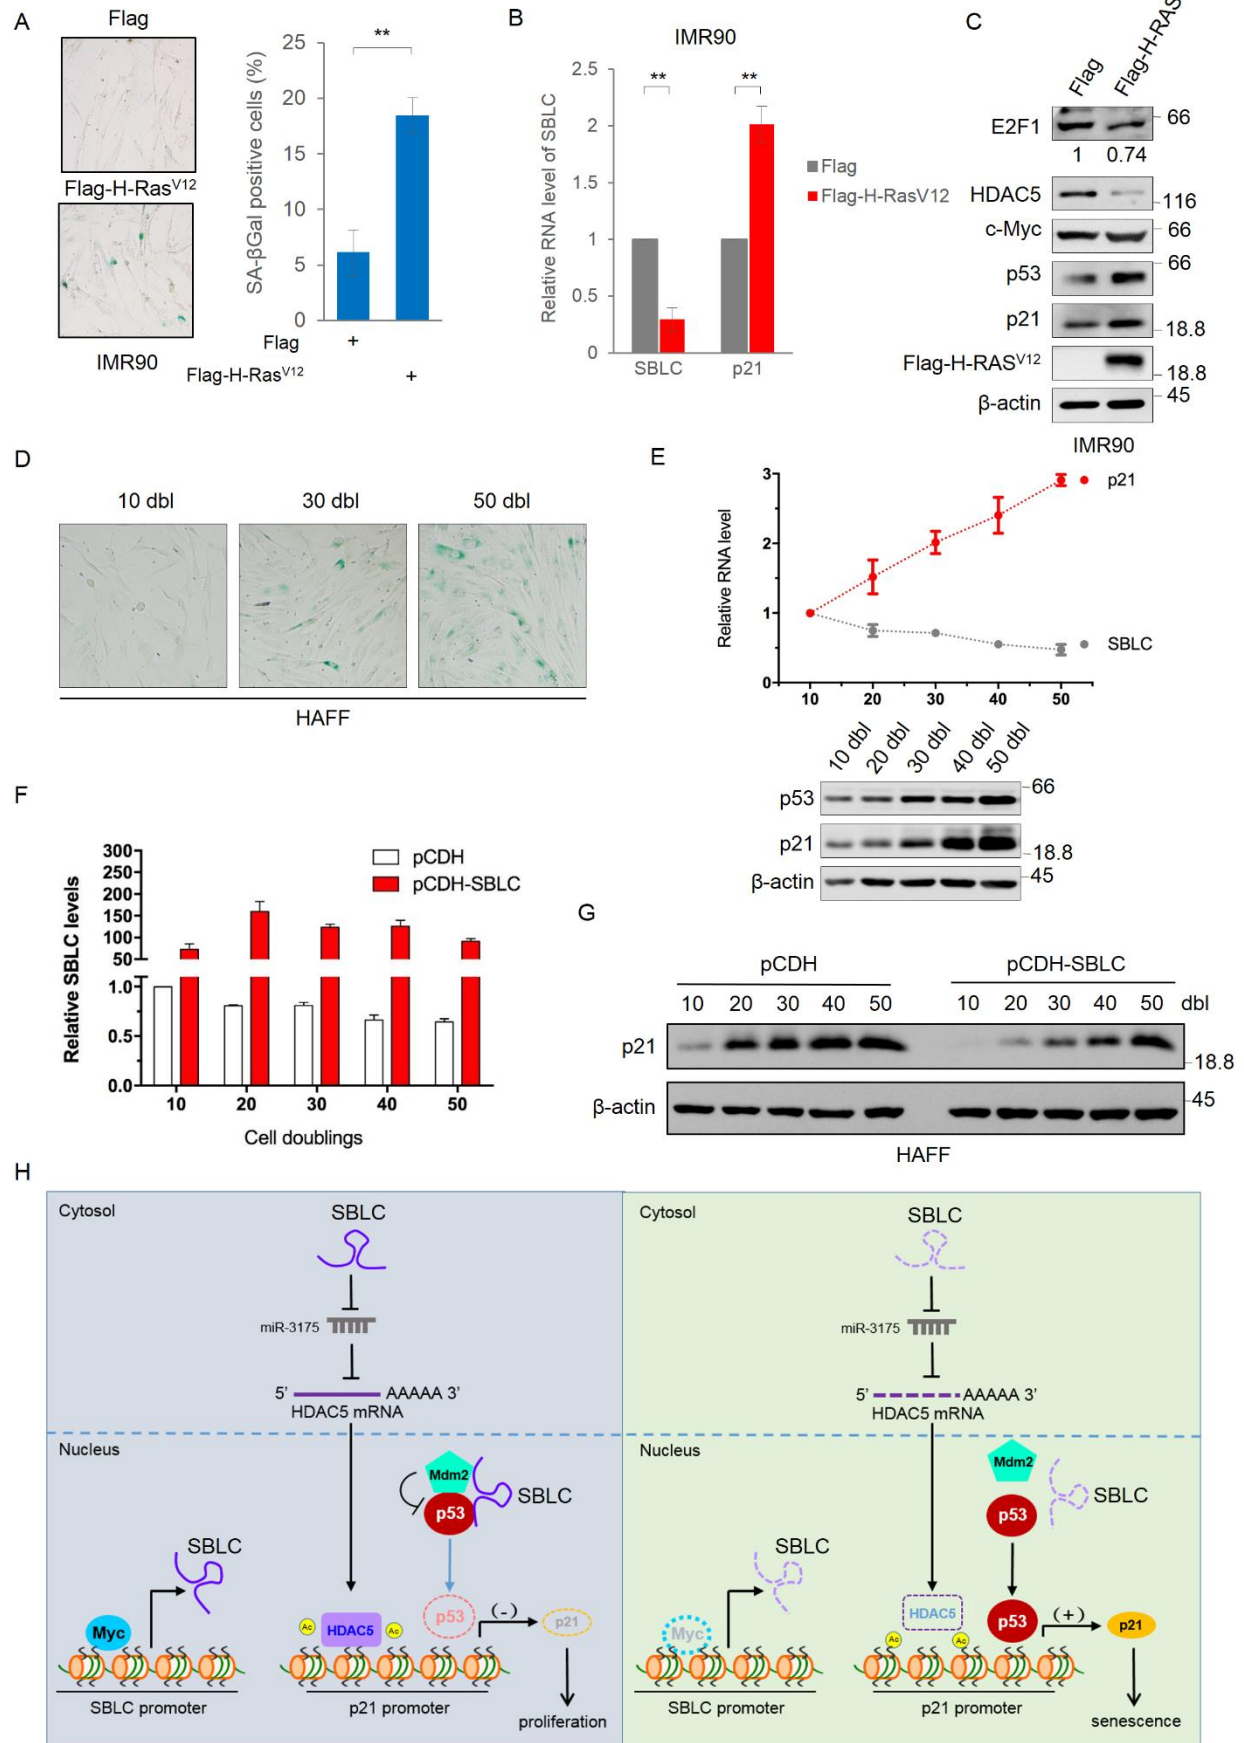 A
Flag
Flag-H-Ras^V12
IMR90
25
20
15
10
5
0
SA-βGal positive cells (%)
**
Flag
+
Flag-H-Ras^V12
+
B
IMR90
2.5
2
1.5
1
0.5
0
Relative RNA level of SBLC
**
**
SBLC
p21
Flag
Flag-H-RasV12
C
Flag
Flag-H-RAS
E2F1
66
1 0.74
HDAC5
116
c-Myc
66
p53
66
p21
18.8
Flag-H-RAS^V12
18.8
β-actin
45
IMR90
D
10 dbl
30 dbl
50 dbl
HAFF
E
3
2
1
0
Relative RNA level
p21
SBLC
10 20 30 40 50
10 dbl 20 dbl 30 dbl 40 dbl 50 dbl
p53
66
p21
18.8
β-actin
45
F
300
250
200
150
100
50
1.0
0.5
0.0
Relative SBLC levels
pCDH
pCDH-SBLC
10 20 30 40 50
Cell doublings
G
pCDH
pCDH-SBLC
10 20 30 40 50 10 20 30 40 50 dbl
p21
18.8
β-actin
45
HAFF
H
Cytosol
SBLC
miR-3175
5' AAAAA 3'
HDAC5 mRNA
Nucleus
Mdm2
p53
SBLC
SBLC
Myc
Ac
HDAC5
Ac
p53
(-)
p21
SBLC promoter
p21 promoter
proliferation
Cytosol
SBLC
miR-3175
5' AAAAA 3'
HDAC5 mRNA
Nucleus
Mdm2
p53
SBLC
SBLC
Myc
HDAC5
Ac
Ac
p53
(+)
p21
SBLC promoter
p21 promoter
senescence